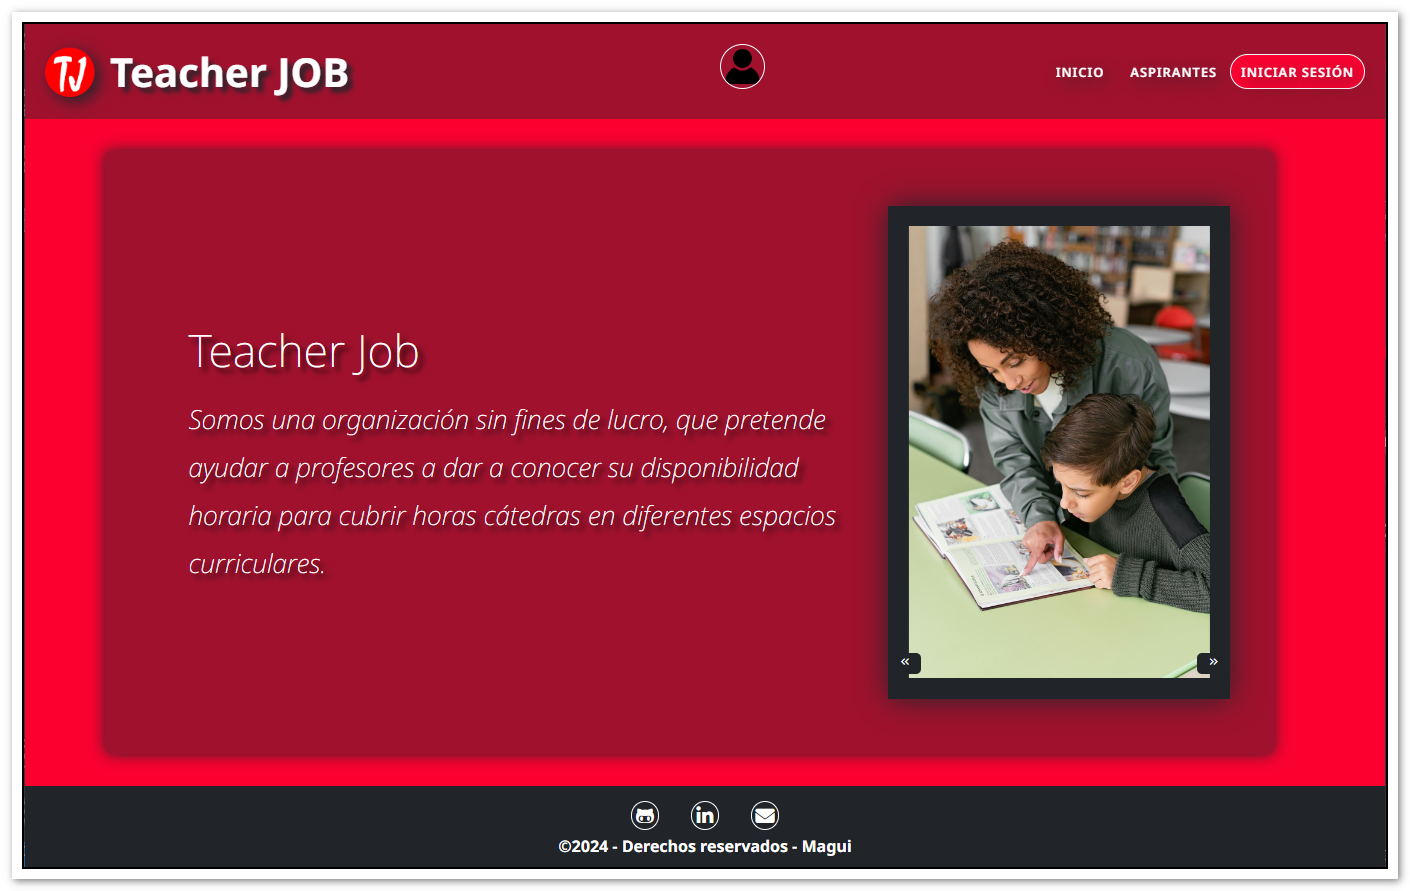 TJ Teacher JOB
INICIO ASPIRANTES INICIAR SESIÓN
Teacher Job
Somos una organización sin fines de lucro, que pretende
ayudar a profesores a dar a conocer su disponibilidad
horaria para cubrir horas cátedras en diferentes espacios
curriculares.
« »
in
©2024 - Derechos reservados - Magui